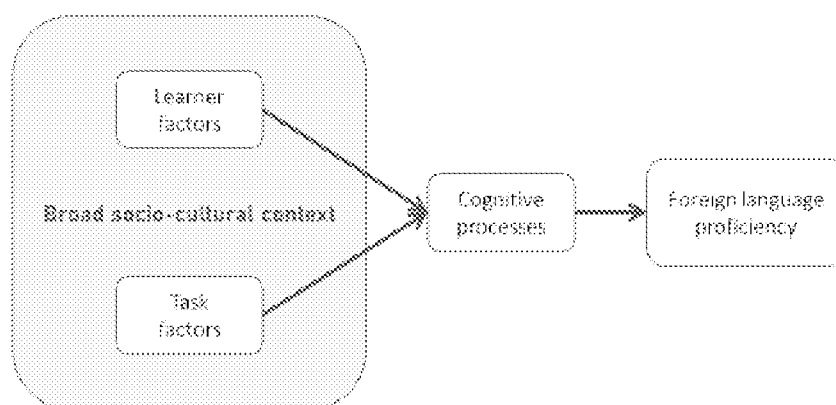 Learner
factors
Broad socio-cultural context
Task
factors
Cognitive
processes
Foreign language
proficiency